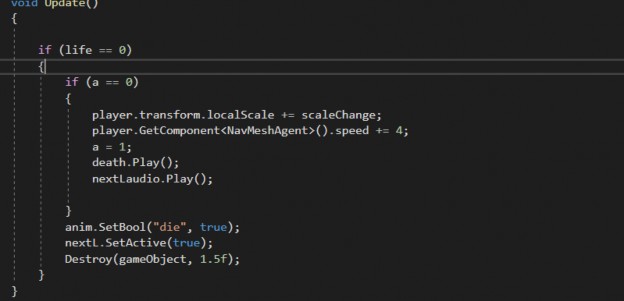 void Update()
{
if (life == 0)
{
if (a == 0)
{
player.transform.localScale += scaleChange;
player.GetComponent<NavMeshAgent>().speed += 4;
a = 1;
death.Play();
nextLaudio.Play();
}
anim.SetBool("die", true);
nextL.SetActive(true);
Destroy(gameObject, 1.5f);
}
}